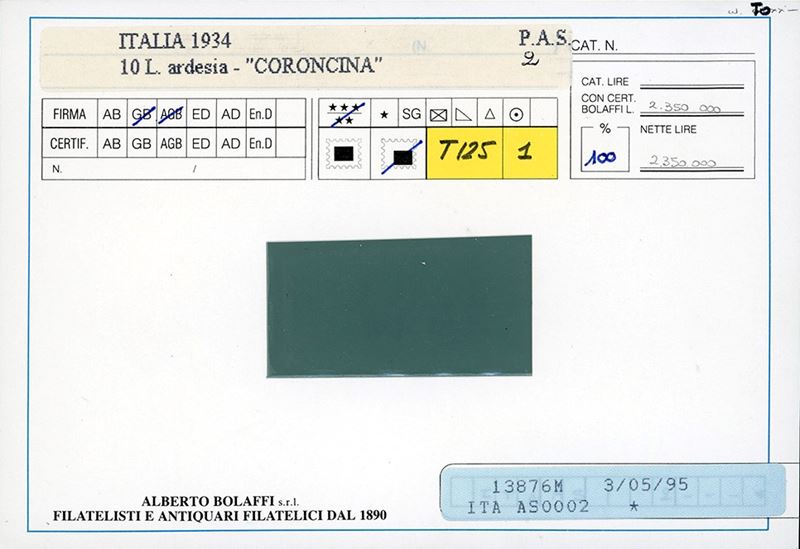 ITALIA 1934
10 L. ardesia - "CORONCINA"
P.A.S.
2
CAT. N.
To
FIRMA AB GB AGB ED AD En.D
CERTIF. AB GB AGB ED AD En.D
N. /
★★★ ★★ ★ SG
T125 1
CAT. LIRE
CON CERT. BOLAFFI L. 2.350 000
% 100
NETTE LIRE 2350 000
13876M 3/05/95
ITA AS0002 *
ALBERTO BOLAFFI s.r.l.
FILATELISTI E ANTIQUARI FILATELICI DAL 1890